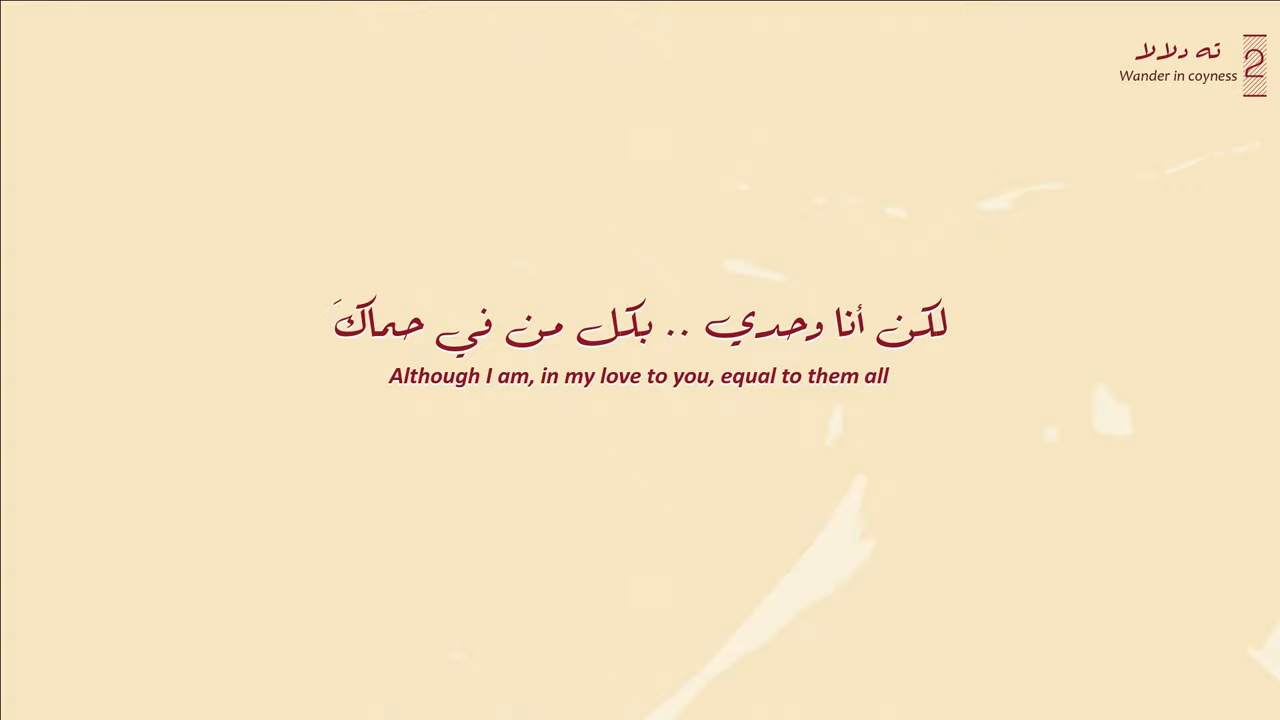 ته دلالا
Wander in coyness
2
لكن أنا وحدي .. بكل من في حماكَ
Although I am, in my love to you, equal to them all